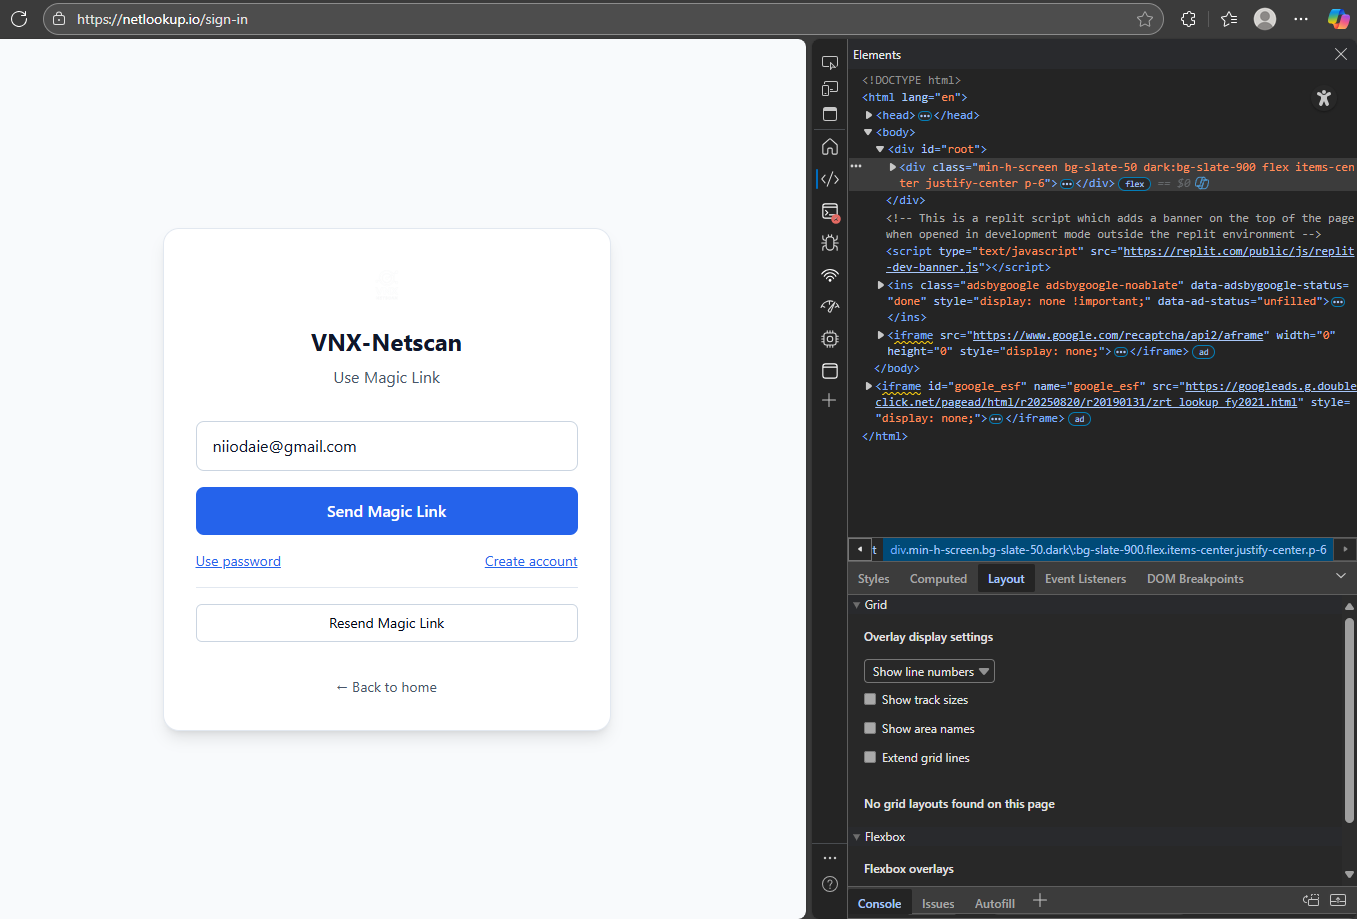 https://netlookup.io/sign-in
VNX-Netscan
Use Magic Link
niiodaie@gmail.com
Send Magic Link
Use password
Create account
Resend Magic Link
← Back to home
Elements
<!DOCTYPE html>
<html lang="en">
<head>•••</head>
<body>
<div id="root">
<div class="min-h-screen bg-slate-50 dark:bg-slate-900 flex items-cen
ter justify-center p-6">•••</div> flex == $0
</div>
<!-- This is a replit script which adds a banner on the top of the page
when opened in development mode outside the replit environment -->
<script type="text/javascript" src="https://replit.com/public/js/replit
-dev-banner.js"></script>
<ins class="adsbygoogle adsbygoogle-noablate" data-adsbygoogle-status=
"done" style="display: none !important;" data-ad-status="unfilled">•••
</ins>
<iframe src="https://www.google.com/recaptcha/api2/aframe" width="0"
height="0" style="display: none;">•••</iframe> ad
</body>
<iframe id="google_esf" name="google_esf" src="https://googleads.g.double
click.net/pagead/html/r20250820/r20190131/zrt_lookup_fy2021.html" style=
"display: none;">•••</iframe> ad
</html>
t div.min-h-screen.bg-slate-50.dark\:bg-slate-900.flex.items-center.justify-center.p-6
Styles Computed Layout Event Listeners DOM Breakpoints
Grid
Overlay display settings
Show line numbers
Show track sizes
Show area names
Extend grid lines
No grid layouts found on this page
Flexbox
Flexbox overlays
Console Issues Autofill